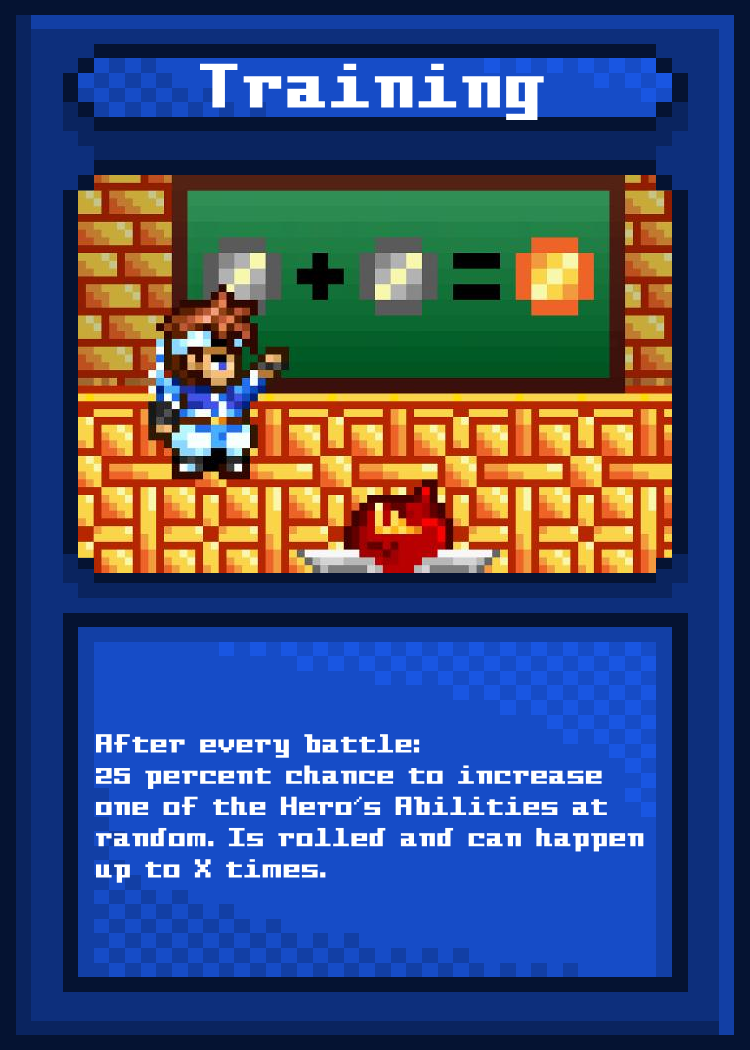 Training
+ =
After every battle:
25 percent chance to increase
one of the Hero's Abilities at
random. Is rolled and can happen
up to X times.